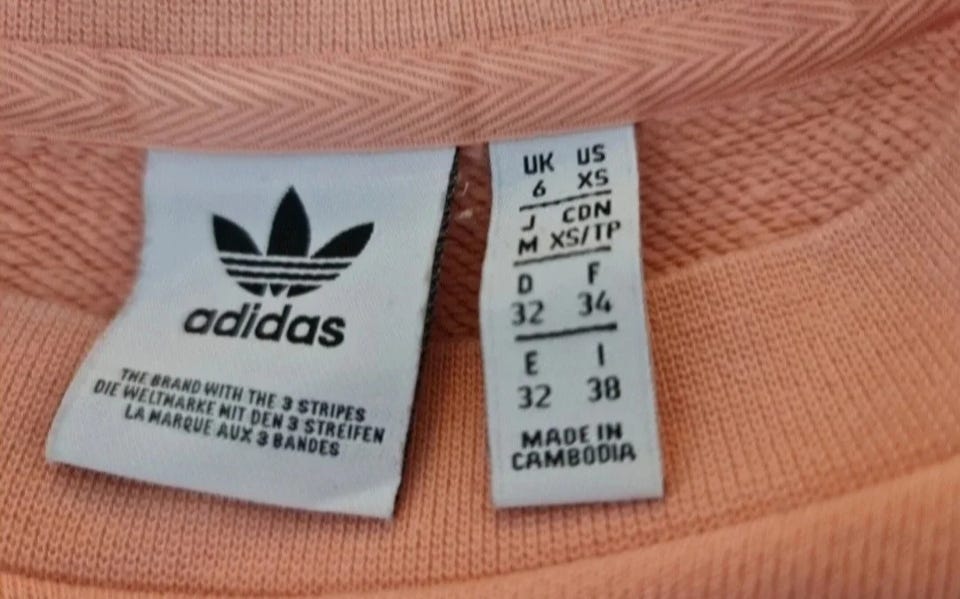 adidas
THE BRAND WITH THE 3 STRIPES
DIE WELTMARKE MIT DEN 3 STREIFEN
LA MARQUE AUX 3 BANDES
UK US
6 XS
J CDN
M XS/TP
D F
32 34
E I
32 38
MADE IN
CAMBODIA